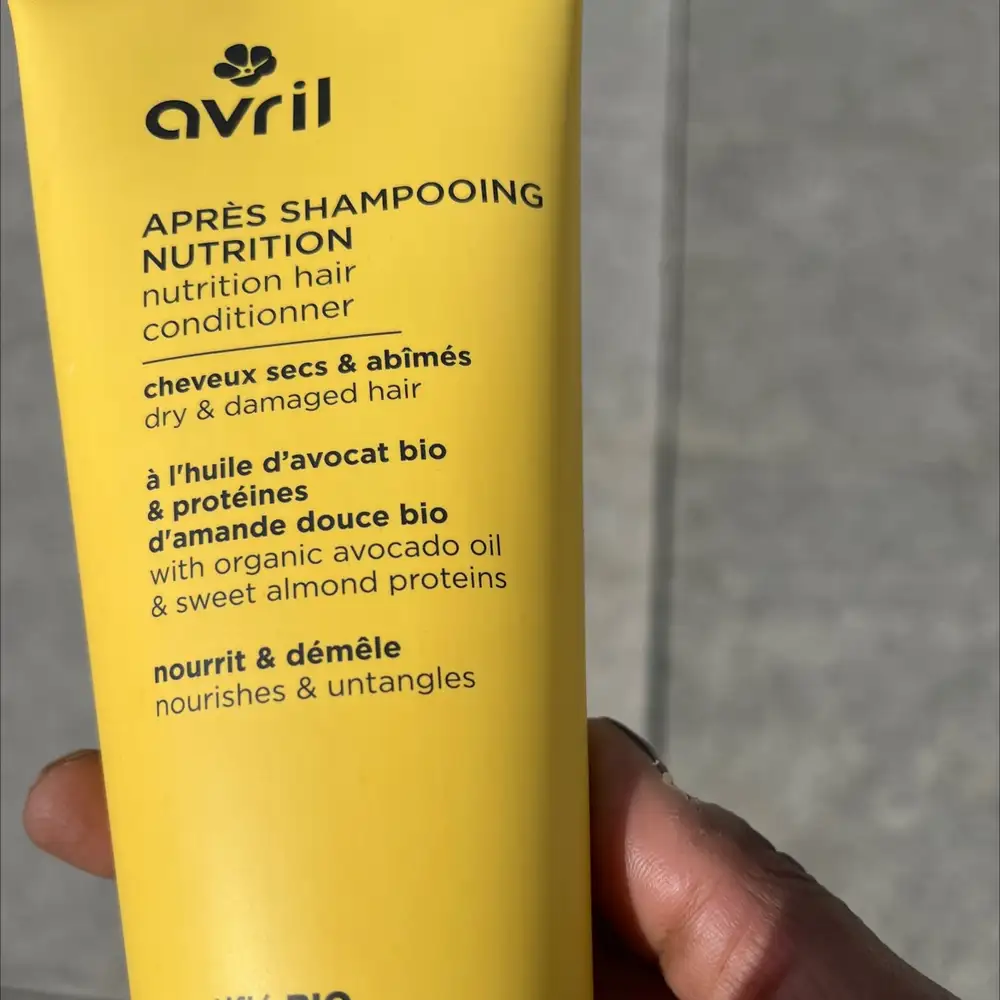 avril
APRÈS SHAMPOOING
NUTRITION
nutrition hair
conditionner
cheveux secs & abîmés
dry & damaged hair
à l'huile d'avocat bio
& protéines
d'amande douce bio
with organic avocado oil
& sweet almond proteins
nourrit & démêle
nourishes & untangles
BIO